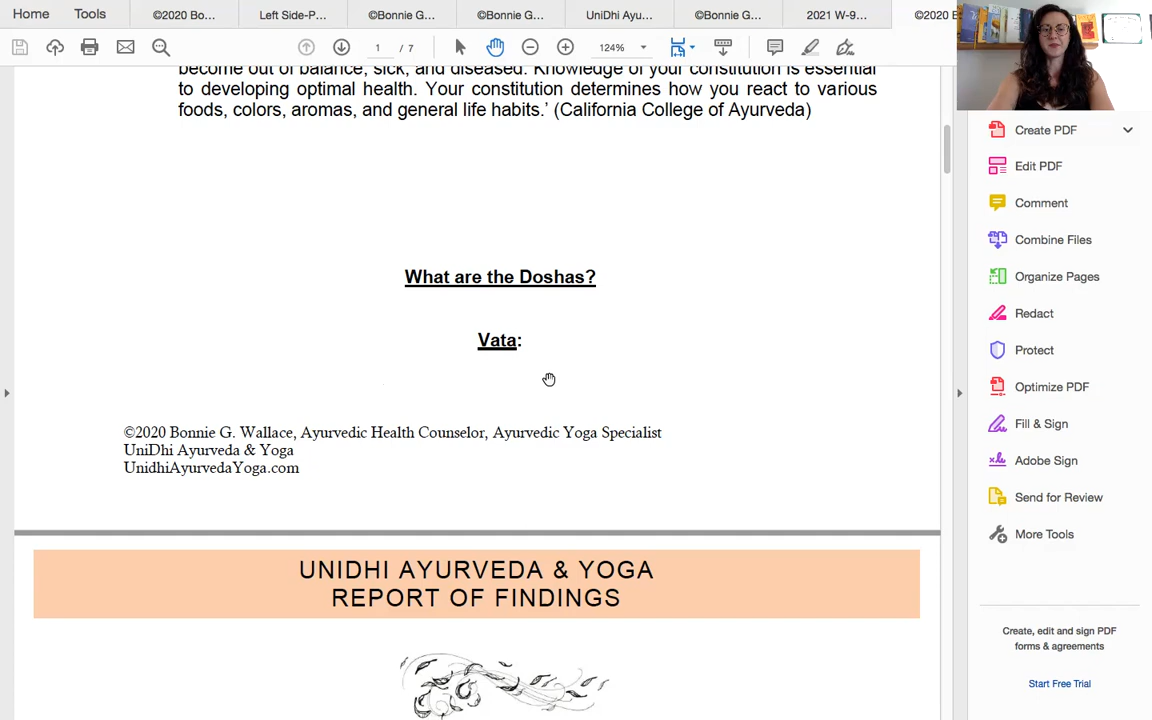 Home
Tools
©2020 Bo...
Left Side-P...
©Bonnie G...
©Bonnie G...
UniDhi Ayu...
©Bonnie G...
2021 W-9...
©2020 B
1 / 7
124%
become out of balance, sick, and diseased. Knowledge of your constitution is essential
to developing optimal health. Your constitution determines how you react to various
foods, colors, aromas, and general life habits.' (California College of Ayurveda)
What are the Doshas?
Vata:
©2020 Bonnie G. Wallace, Ayurvedic Health Counselor, Ayurvedic Yoga Specialist
UniDhi Ayurveda & Yoga
UnidhiAyurvedaYoga.com
UNIDHI AYURVEDA & YOGA
REPORT OF FINDINGS
Create PDF
Edit PDF
Comment
Combine Files
Organize Pages
Redact
Protect
Optimize PDF
Fill & Sign
Adobe Sign
Send for Review
More Tools
Create, edit and sign PDF
forms & agreements
Start Free Trial